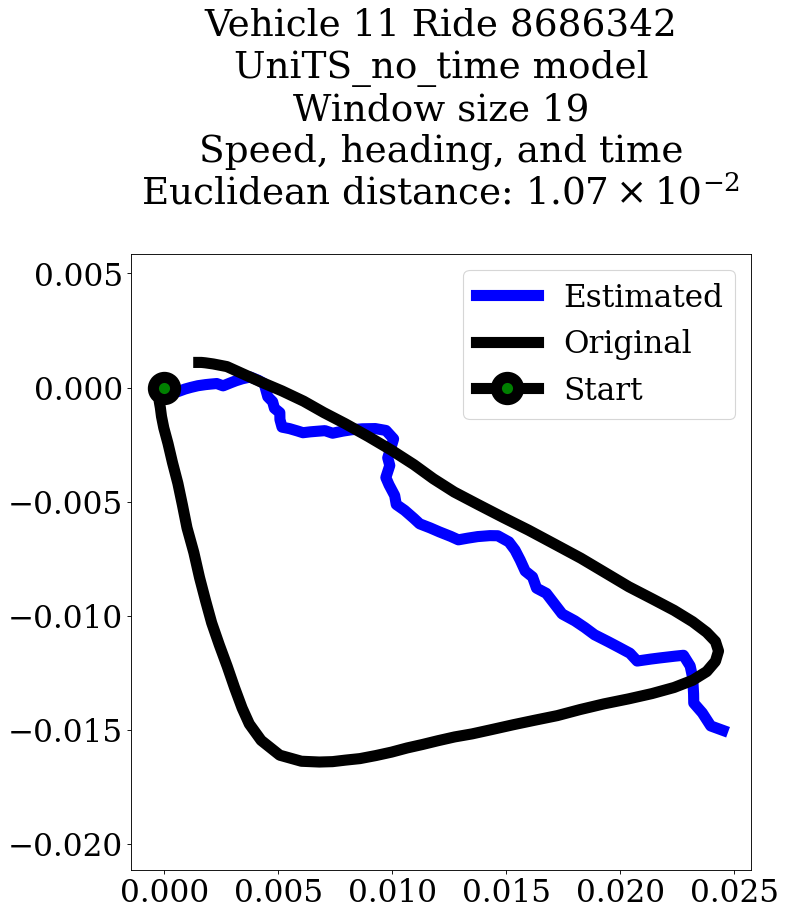 Vehicle 11 Ride 8686342
UniTS_no_time model
Window size 19
Speed, heading, and time
Euclidean distance: 1.07 × 10⁻²
Estimated
Original
Start
0.005
0.000
−0.005
−0.010
−0.015
−0.020
0.000 0.005 0.010 0.015 0.020 0.025